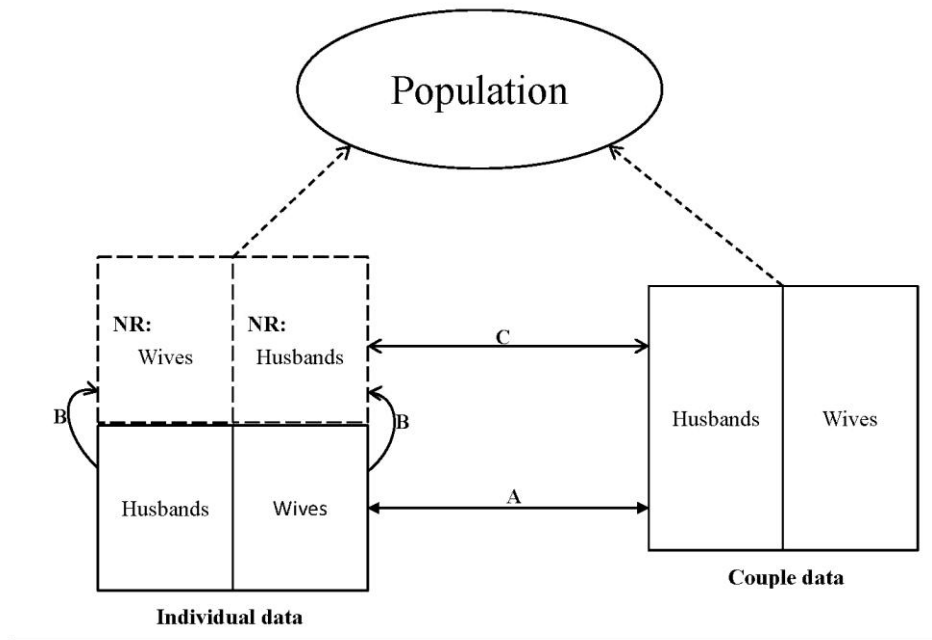 Population
NR:
Wives
NR:
Husbands
C
B
B
Husbands
Wives
A
Husbands
Wives
Couple data
Individual data